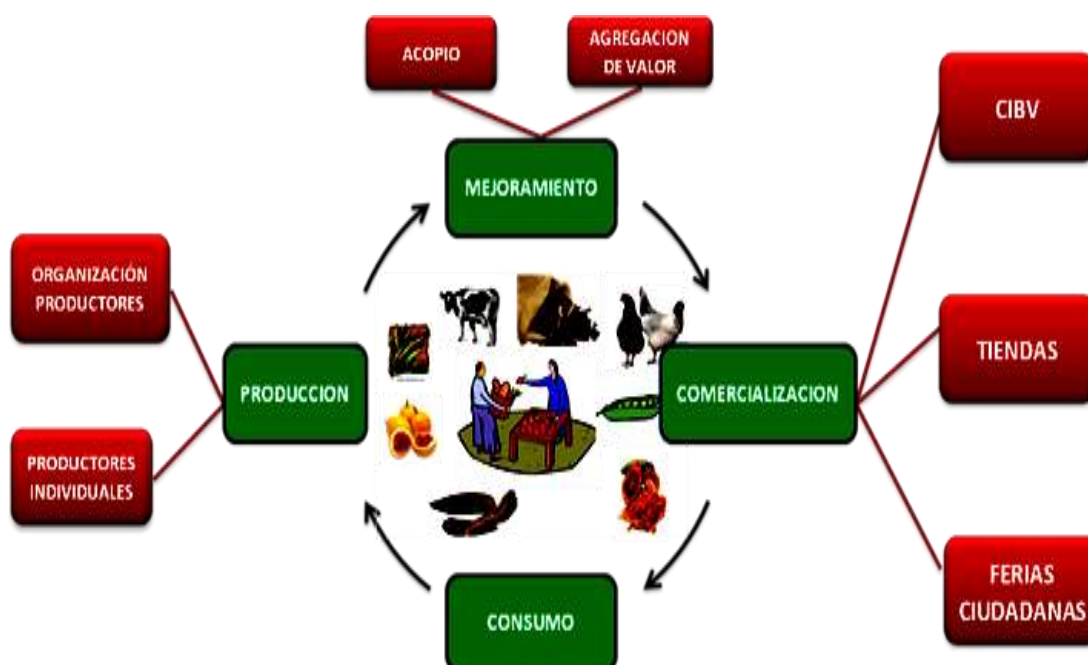 ACOPIO
AGREGACION
DE VALOR
CIBV
MEJORAMIENTO
ORGANIZACIÓN
PRODUCTORES
TIENDAS
PRODUCCION
COMERCIALIZACION
PRODUCTORES
INDIVIDUALES
FERIAS
CIUDADANAS
CONSUMO